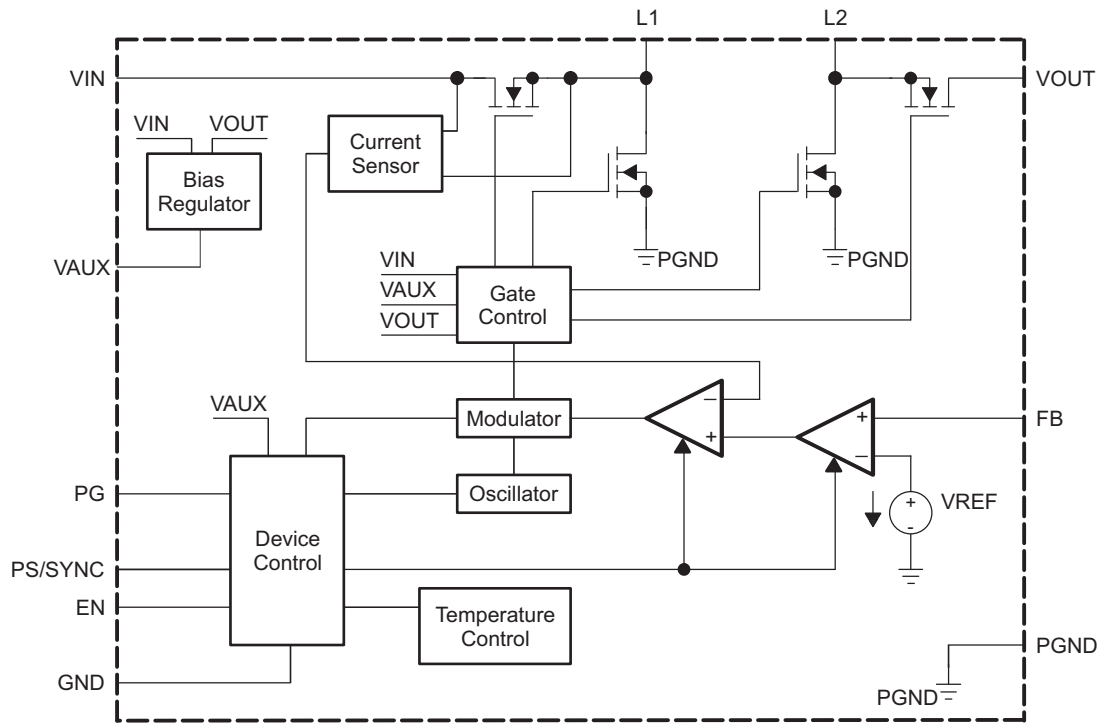 L1
L2
VIN
VOUT
VIN
VOUT
Current
Sensor
Bias
Regulator
VAUX
PGND
PGND
VIN
VAUX
VOUT
Gate
Control
VAUX
Modulator
−
+
+
−
FB
PG
Oscillator
+
-
VREF
Device
Control
PS/SYNC
EN
Temperature
Control
GND
PGND
PGND